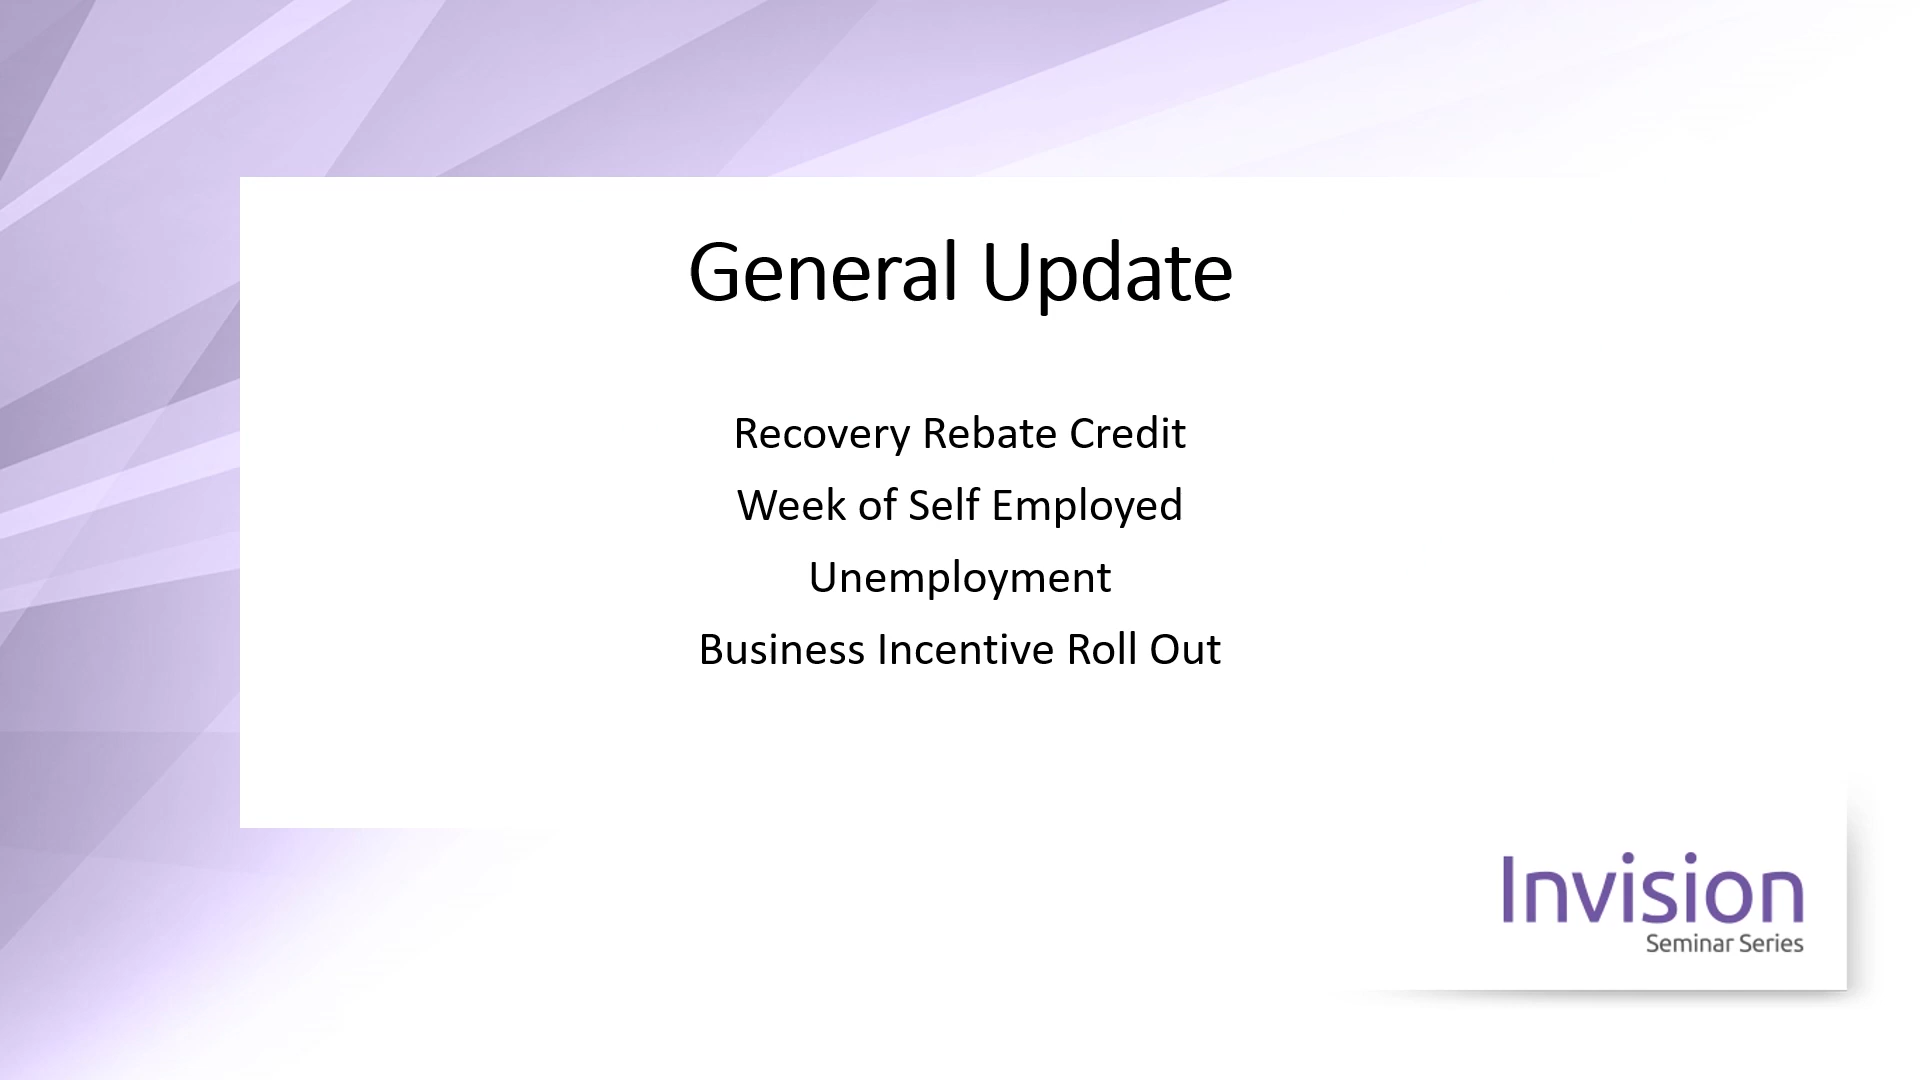 General Update
Recovery Rebate Credit
Week of Self Employed
Unemployment
Business Incentive Roll Out
Invision
Seminar Series